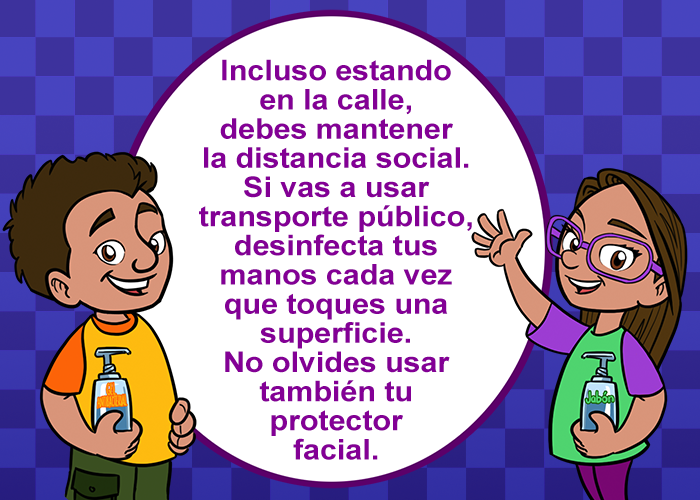 Incluso estando
en la calle,
debes mantener
la distancia social.
Si vas a usar
transporte público,
desinfecta tus
manos cada vez
que toques una
superficie.
No olvides usar
también tu
protector
facial.
Jabón